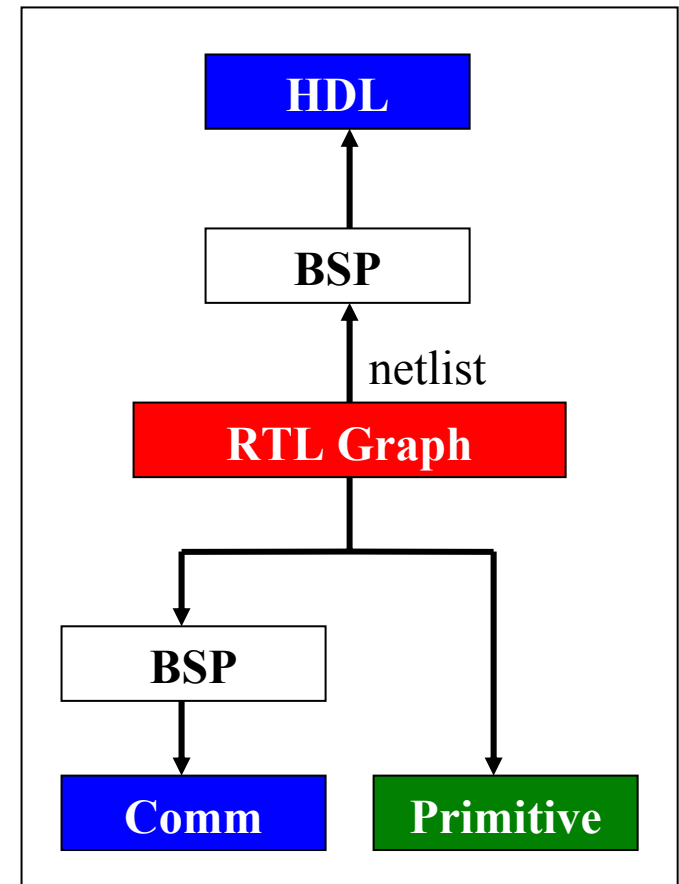 HDL
BSP
netlist
RTL Graph
BSP
Comm
Primitive